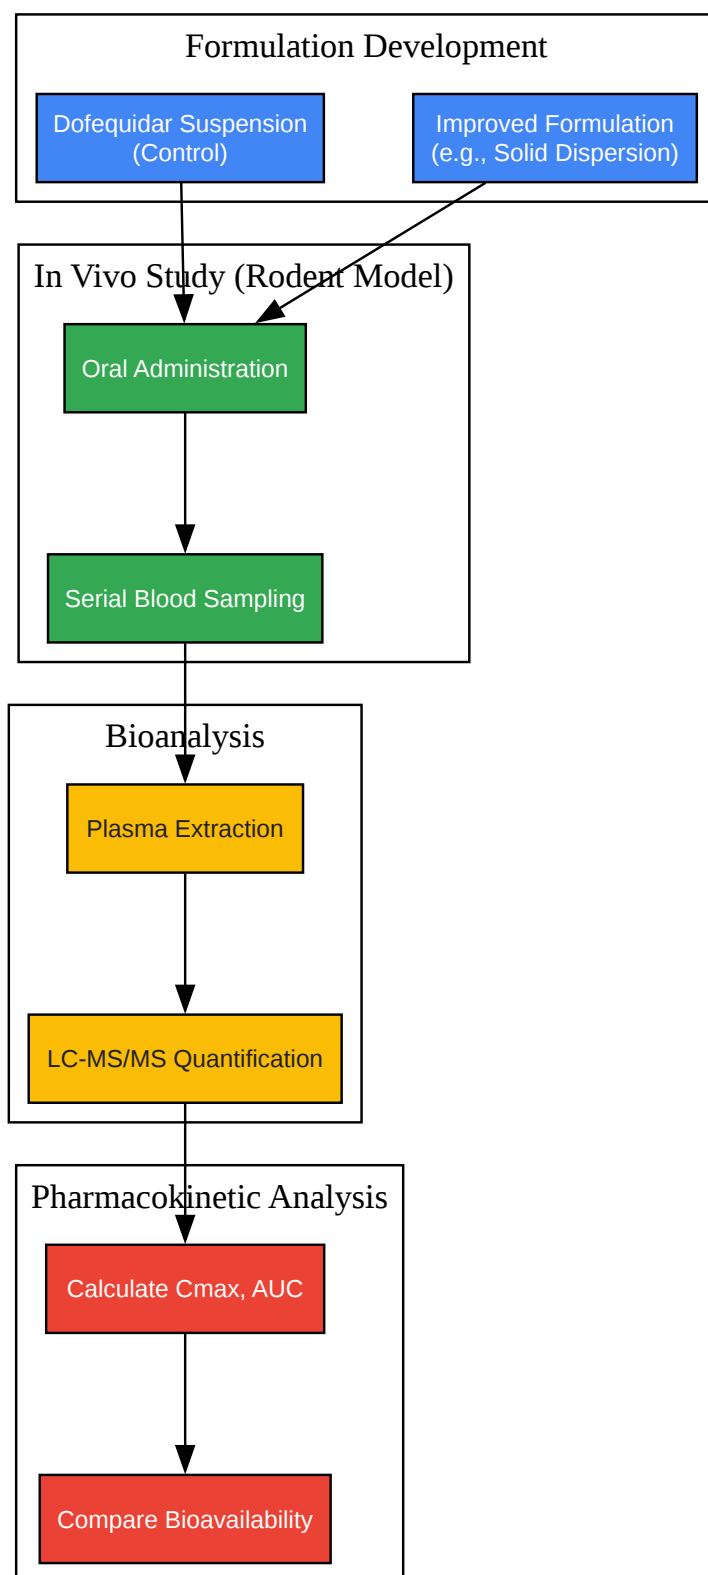 Formulation Development
Dofequidar Suspension
(Control)
Improved Formulation
(e.g., Solid Dispersion)
In Vivo Study (Rodent Model)
Oral Administration
Serial Blood Sampling
Bioanalysis
Plasma Extraction
LC-MS/MS Quantification
Pharmacokinetic Analysis
Calculate Cmax, AUC
Compare Bioavailability